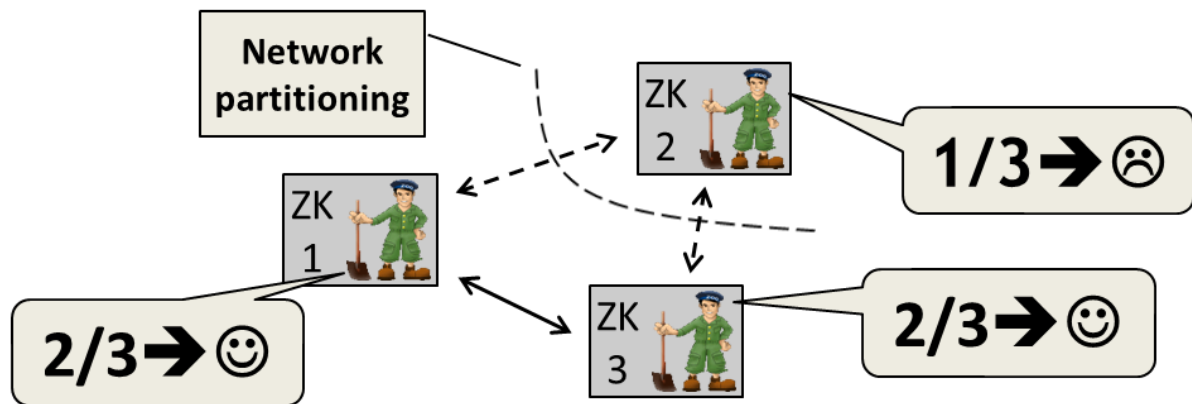 Network
partitioning
ZK
2
1/3➔☹
ZK
1
2/3➔☺
ZK
3
2/3➔☺